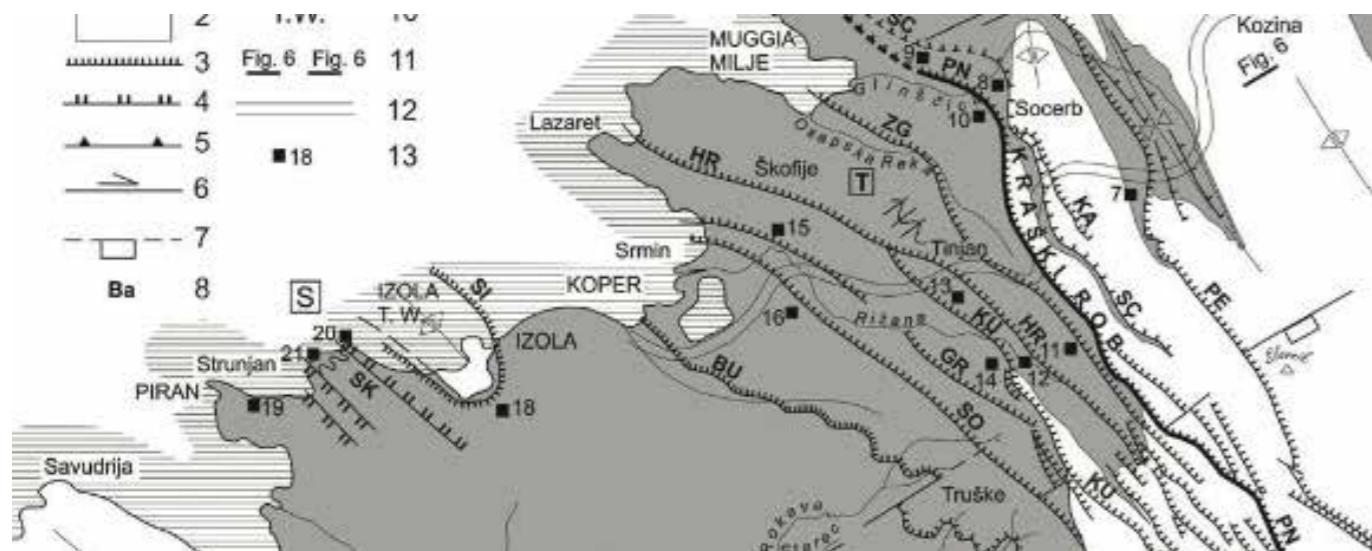 2
T.W.
3
Fig. 6 Fig. 6
11
4
12
5
18
13
6
7
Ba
8
MUGGIA
MILJE
Lazaret
HR
Škofije
ZG
Glinščica
Osapska Reka
T
SC
9
PN
8
10
Socerb
Kozina
Fig. 6
KRAŠKI ROB
KA
7
PE
SČ
15
Srmin
KOPER
Tinjan
13
KU
HR
11
16
Rižana
GR
14
12
BU
SO
S
IZOLA
T. W.
SI
IZOLA
20
21
Strunjan
SK
PIRAN
19
18
Savudrija
Truške
KU
PN
Slavnik